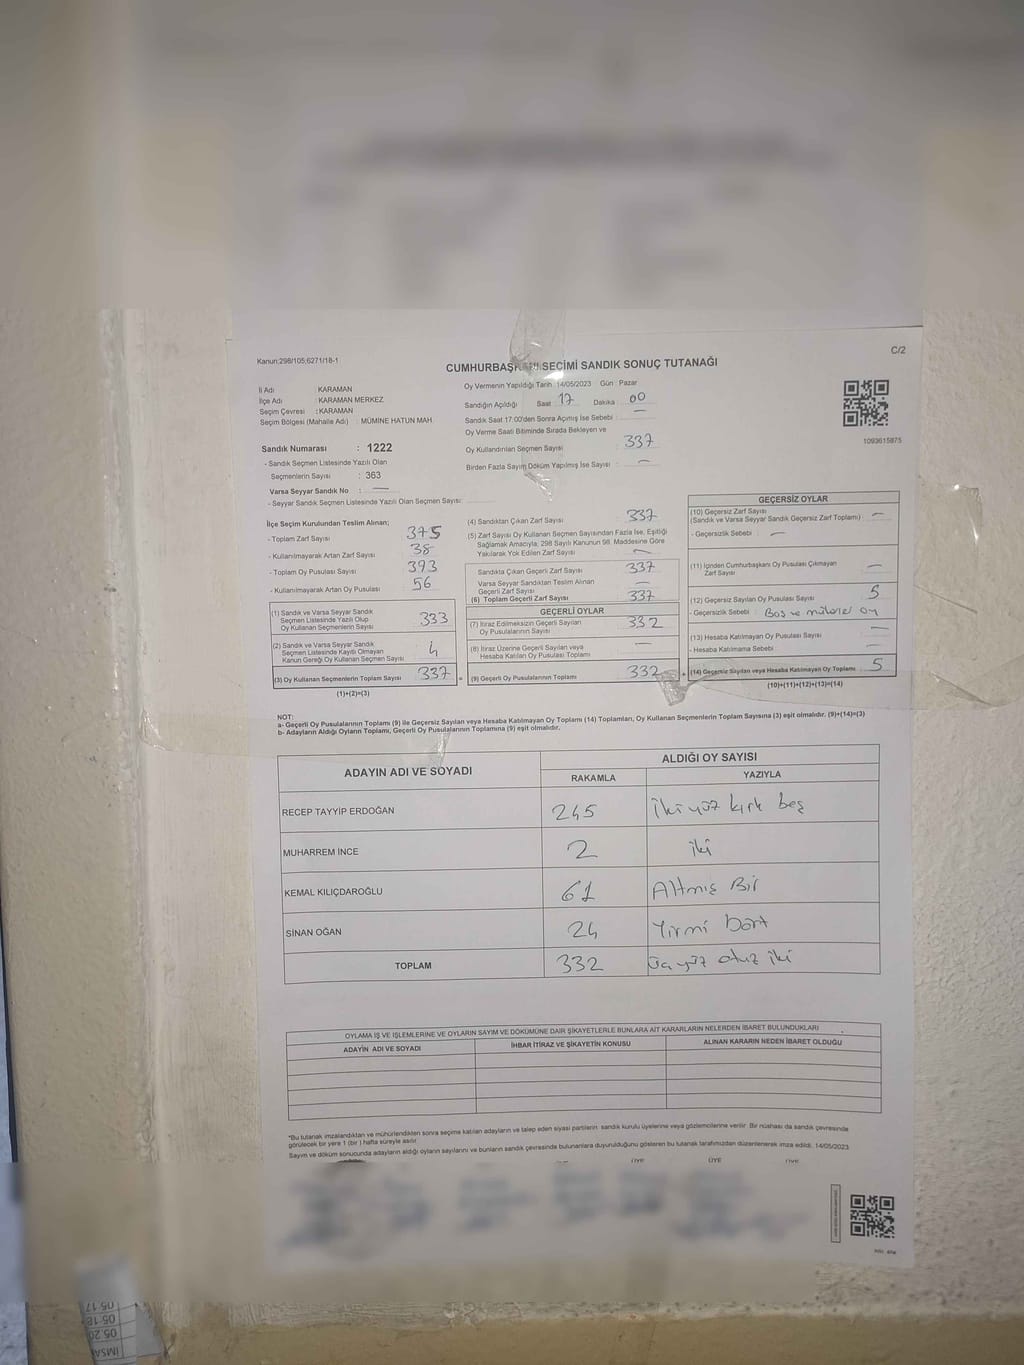 Kanun:298/105;6271/18-1
C/2
CUMHURBAŞKANI SEÇİMİ SANDIK SONUÇ TUTANAĞI
İl Adı : KARAMAN
İlçe Adı : KARAMAN MERKEZ
Seçim Çevresi : KARAMAN
Seçim Bölgesi (Mahalle Adı) : MÜMİNE HATUN MAH
Oy Vermenin Yapıldığı Tarih :14/05/2023 Gün : Pazar
Sandığın Açıldığı Saat 17 Dakika 00
Sandık Saat 17:00'den Sonra Açımış İse Sebebi : —
Oy Verme Saati Bitiminde Sırada Bekleyen ve
Oy Kullandırılan Seçmen Sayısı : 337
Birden Fazla Sayım Döküm Yapılmış İse Sayısı : —
1093615875
Sandık Numarası : 1222
- Sandık Seçmen Listesinde Yazılı Olan
Seçmenlerin Sayısı : 363
Varsa Seyyar Sandık No : —
- Seyyar Sandık Seçmen Listesinde Yazılı Olan Seçmen Sayısı:
İlçe Seçim Kurulundan Teslim Alınan;
- Toplam Zarf Sayısı 375
- Kullanılmayarak Artan Zarf Sayısı 38
- Toplam Oy Pusulası Sayısı 393
- Kullanılmayarak Artan Oy Pusulası 56
(1) Sandık ve Varsa Seyyar Sandık
Seçmen Listesinde Yazılı Olup
Oy Kullanan Seçmenlerin Sayısı 333
(2) Sandık ve Varsa Seyyar Sandık
Seçmen Listesinde Kayıtlı Olmayan
Kanun Gereği Oy Kullanan Seçmen Sayısı 4
(3) Oy Kullanan Seçmenlerin Toplam Sayısı 337
(1)+(2)=(3)
(4) Sandıktan Çıkan Zarf Sayısı 337
(5) Zarf Sayısı Oy Kullanan Seçmen Sayısından Fazla İse, Eşitliği
Sağlamak Amacıyla, 298 Sayılı Kanunun 98. Maddesine Göre
Yakılarak Yok Edilen Zarf Sayısı —
Sandıkta Çıkan Geçerli Zarf Sayısı 337
Varsa Seyyar Sandıktan Teslim Alınan
Geçerli Zarf Sayısı —
(6) Toplam Geçerli Zarf Sayısı 337
GEÇERLİ OYLAR
(7) İtiraz Edilmeksizin Geçerli Sayılan
Oy Pusulalarının Sayısı 332
(8) İtiraz Üzerine Geçerli Sayılan veya
Hesaba Katılan Oy Pusulası Toplamı —
= (9) Geçerli Oy Pusulalarının Toplamı 332
GEÇERSİZ OYLAR
(10) Geçersiz Zarf Sayısı
(Sandık ve Varsa Seyyar Sandık Geçersiz Zarf Toplamı) —
- Geçersizlik Sebebi : —
(11) İçinden Cumhurbaşkanı Oy Pusulası Çıkmayan
Zarf Sayısı —
(12) Geçersiz Sayılan Oy Pusulası Sayısı 5
- Geçersizlik Sebebi : Boş ve mühürsüz oy
(13) Hesaba Katılmayan Oy Pusulası Sayısı —
- Hesaba Katılmama Sebebi : —
+ (14) Geçersiz Sayılan veya Hesaba Katılmayan Oy Toplamı 5
(10)+(11)+(12)+(13)=(14)
NOT:
a- Geçerli Oy Pusulalarının Toplamı (9) ile Geçersiz Sayılan veya Hesaba Katılmayan Oy Toplamı (14) Toplamları, Oy Kullanan Seçmenlerin Toplam Sayısına (3) eşit olmalıdır. (9)+(14)=(3)
b- Adayların Aldığı Oyların Toplamı, Geçerli Oy Pusulalarının Toplamına (9) eşit olmalıdır.
ADAYIN ADI VE SOYADI
ALDIĞI OY SAYISI
RAKAMLA YAZIYLA
RECEP TAYYİP ERDOĞAN 245 İki yüz kırk beş
MUHARREM İNCE 2 iki
KEMAL KILIÇDAROĞLU 61 Altmış Bir
SİNAN OĞAN 24 Yirmi Dört
TOPLAM 332 Üç yüz otuz iki
OYLAMA İŞ VE İŞLEMLERİNE VE OYLARIN SAYIM VE DÖKÜMÜNE DAİR ŞİKAYETLERLE BUNLARA AİT KARARLARIN NELERDEN İBARET BULUNDUKLARI
ADAYIN ADI VE SOYADI İHBAR İTİRAZ VE ŞİKAYETİN KONUSU ALINAN KARARIN NEDEN İBARET OLDUĞU
*Bu tutanak imzalandıktan ve mühürlendikten sonra seçime katılan adayların ve talep eden siyasi partilerin sandık kurulu üyelerine veya gözlemcilerine verilir. Bir nüshası da sandık çevresinde
görülecek bir yere 1 (bir) hafta süreyle asılır.
Sayım ve döküm sonucunda adayların aldığı oyların sayılarını ve bunların sandık çevresinde bulunanlara duyurulduğunu gösteren bu tutanak tarafımızdan düzenlenerek imza edildi. 14/05/2023
ÜYE ÜYE ÜYE
05:17
05:18
05:20
İMSA